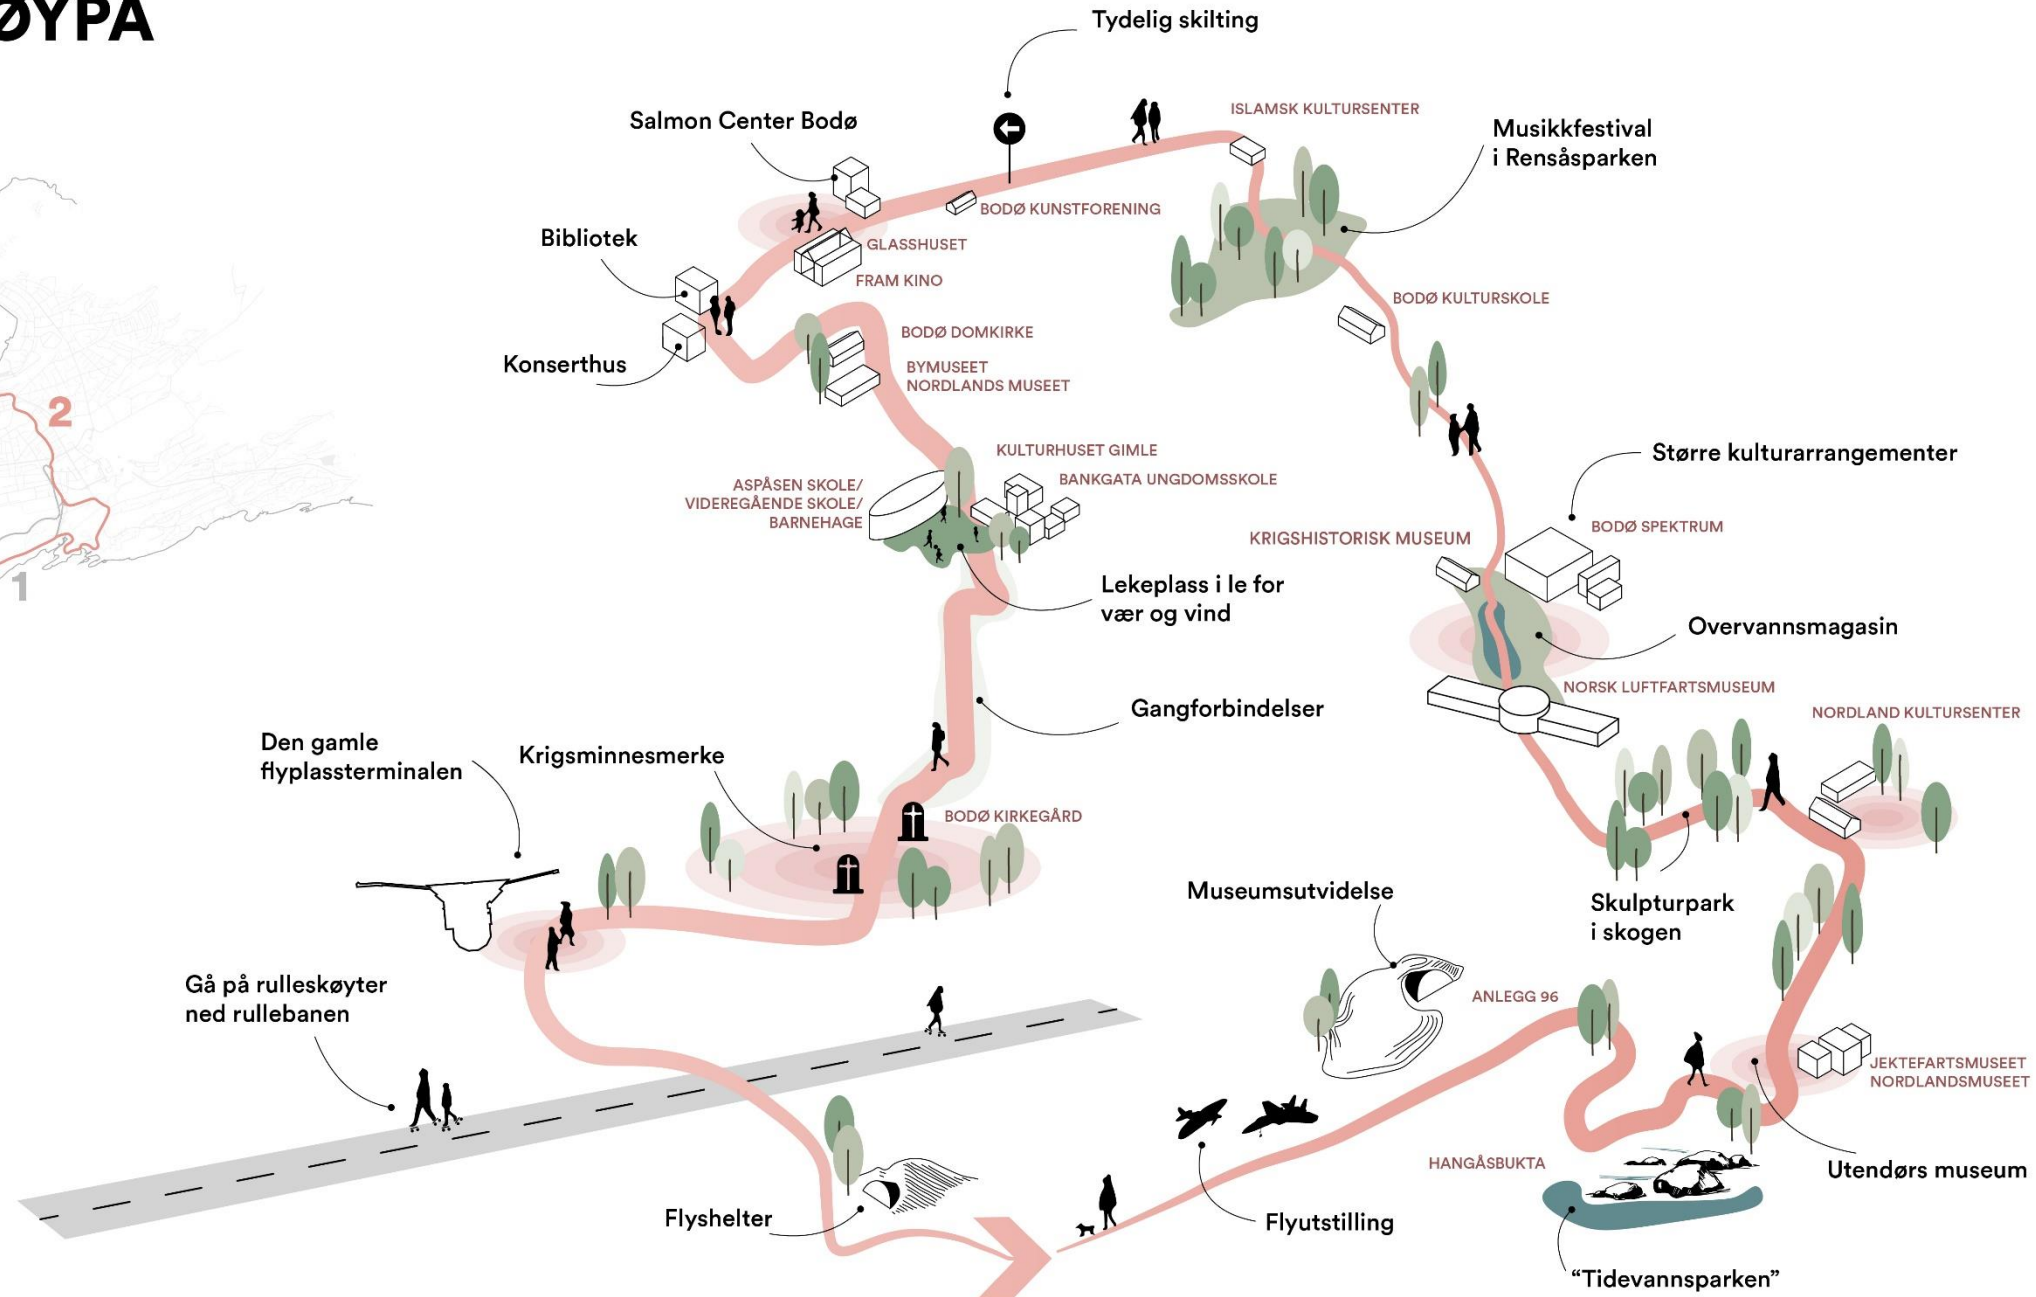 ØYPA
Tydelig skilting
Salmon Center Bodø
ISLAMSK KULTURSENTER
Musikkfestival
i Rensåsparken
BODØ KUNSTFORENING
Bibliotek
GLASSHUSET
FRAM KINO
BODØ KULTURSKOLE
BODØ DOMKIRKE
Konserthus
BYMUSEET
NORDLANDS MUSEET
2
KULTURHUSET GIMLE
BANKGATA UNGDOMSSKOLE
ASPÅSEN SKOLE/
VIDEREGÅENDE SKOLE/
BARNEHAGE
Større kulturarrangementer
BODØ SPEKTRUM
KRIGSHISTORISK MUSEUM
1
Lekeplass i le for
vær og vind
Overvannsmagasin
NORSK LUFTFARTSMUSEUM
Gangforbindelser
NORDLAND KULTURSENTER
Den gamle
flyplassterminalen
Krigsminnesmerke
BODØ KIRKEGÅRD
Museumsutvidelse
Skulpturpark
i skogen
Gå på rulleskøyter
ned rullebanen
ANLEGG 96
JEKTEFARTSMUSEET
NORDLANDSMUSEET
HANGÅSBUKTA
Utendørs museum
Flyshelter
Flyutstilling
“Tidevannsparken”